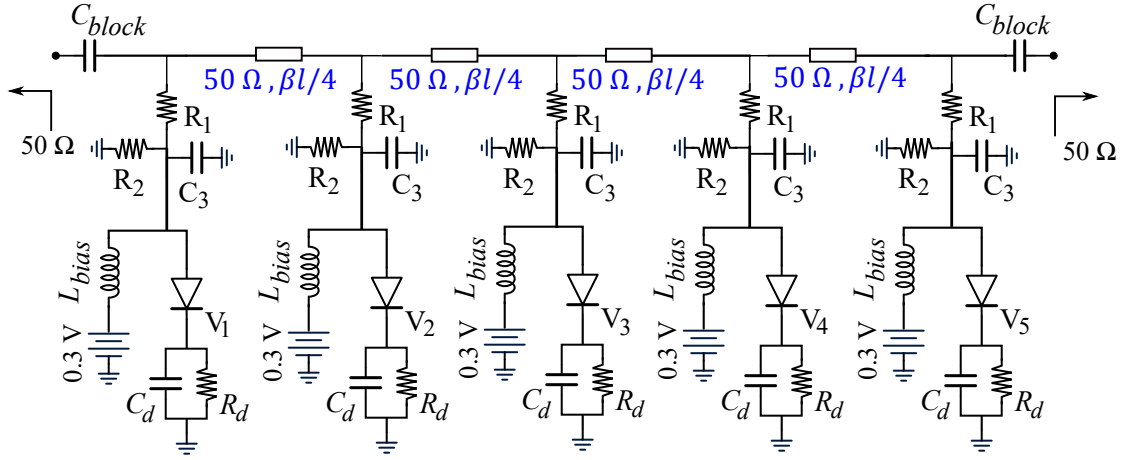 C_block C_block
50 Ω , βl/4 50 Ω , βl/4 50 Ω , βl/4 50 Ω , βl/4
R₁ R₁ R₁ R₁ R₁
50 Ω 50 Ω
R₂ C₃ R₂ C₃ R₂ C₃ R₂ C₃ R₂ C₃
L_bias L_bias L_bias L_bias L_bias
V₁ V₂ V₃ V₄ V₅
0.3 V 0.3 V 0.3 V 0.3 V 0.3 V
C_d R_d C_d R_d C_d R_d C_d R_d C_d R_d